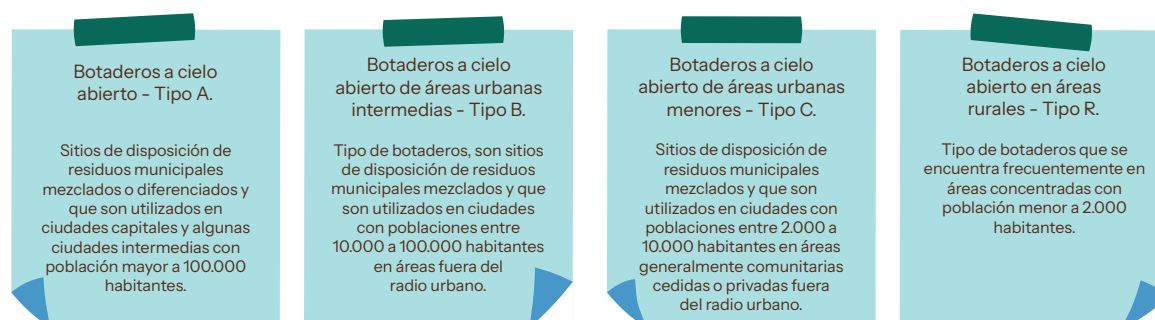 Botaderos a cielo
abierto - Tipo A.
Sitios de disposición de
residuos municipales
mezclados o diferenciados y
que son utilizados en
ciudades capitales y algunas
ciudades intermedias con
población mayor a 100.000
habitantes.
Botaderos a cielo
abierto de áreas urbanas
intermedias - Tipo B.
Tipo de botaderos, son sitios
de disposición de residuos
municipales mezclados y que
son utilizados en ciudades
con poblaciones entre
10.000 a 100.000 habitantes
en áreas fuera del
radio urbano.
Botaderos a cielo
abierto de áreas urbanas
menores - Tipo C.
Sitios de disposición de
residuos municipales
mezclados y que son
utilizados en ciudades con
poblaciones entre 2.000 a
10.000 habitantes en áreas
generalmente comunitarias
cedidas o privadas fuera
del radio urbano.
Botaderos a cielo
abierto en áreas
rurales - Tipo R.
Tipo de botaderos que se
encuentra frecuentemente en
áreas concentradas con
población menor a 2.000
habitantes.